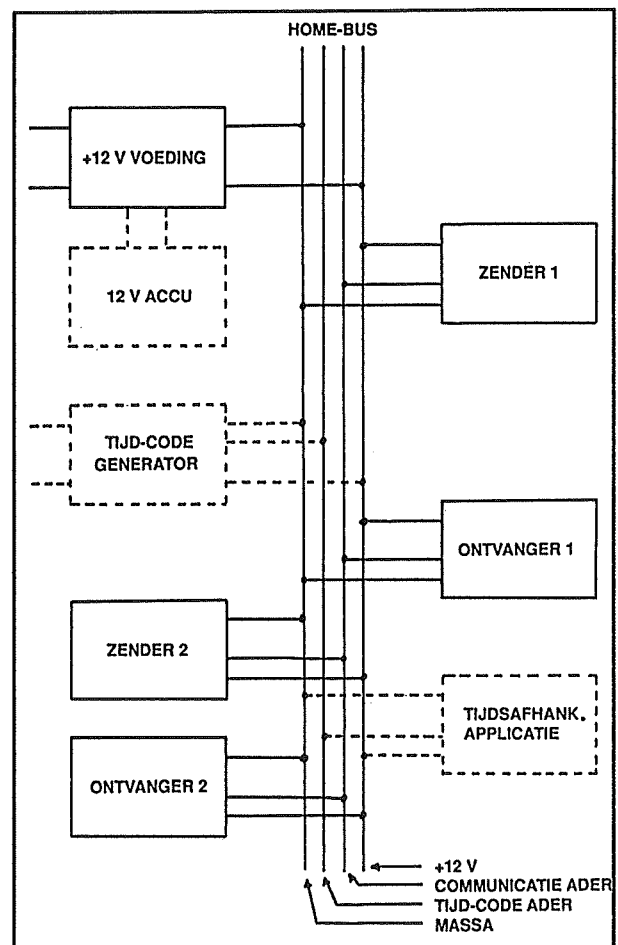 HOME-BUS
+12 V VOEDING
12 V ACCU
ZENDER 1
TIJD-CODE
GENERATOR
ONTVANGER 1
ZENDER 2
TIJDSAFHANK.
APPLICATIE
ONTVANGER 2
+12 V
COMMUNICATIE ADER
TIJD-CODE ADER
MASSA